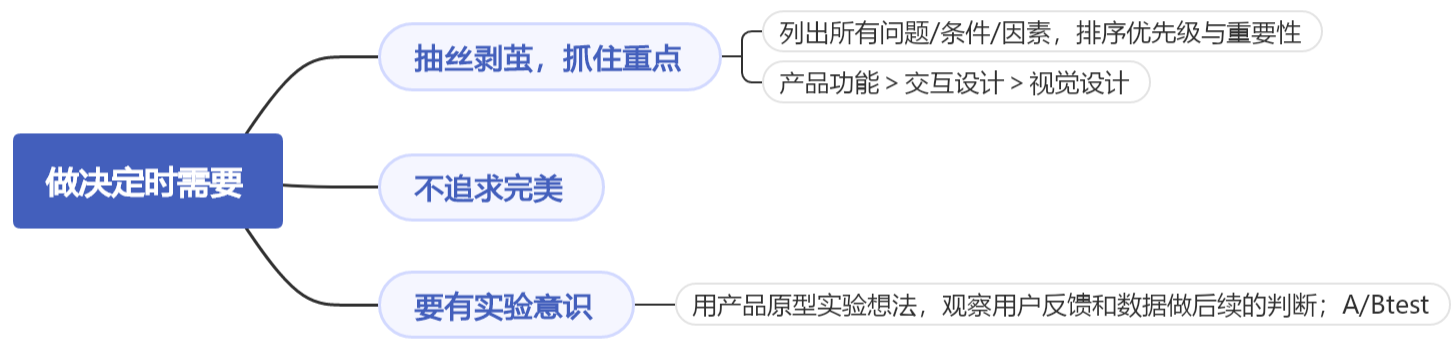 做决定时需要
抽丝剥茧，抓住重点
列出所有问题/条件/因素，排序优先级与重要性
产品功能 > 交互设计 > 视觉设计
不追求完美
要有实验意识
用产品原型实验想法，观察用户反馈和数据做后续的判断；A/Btest